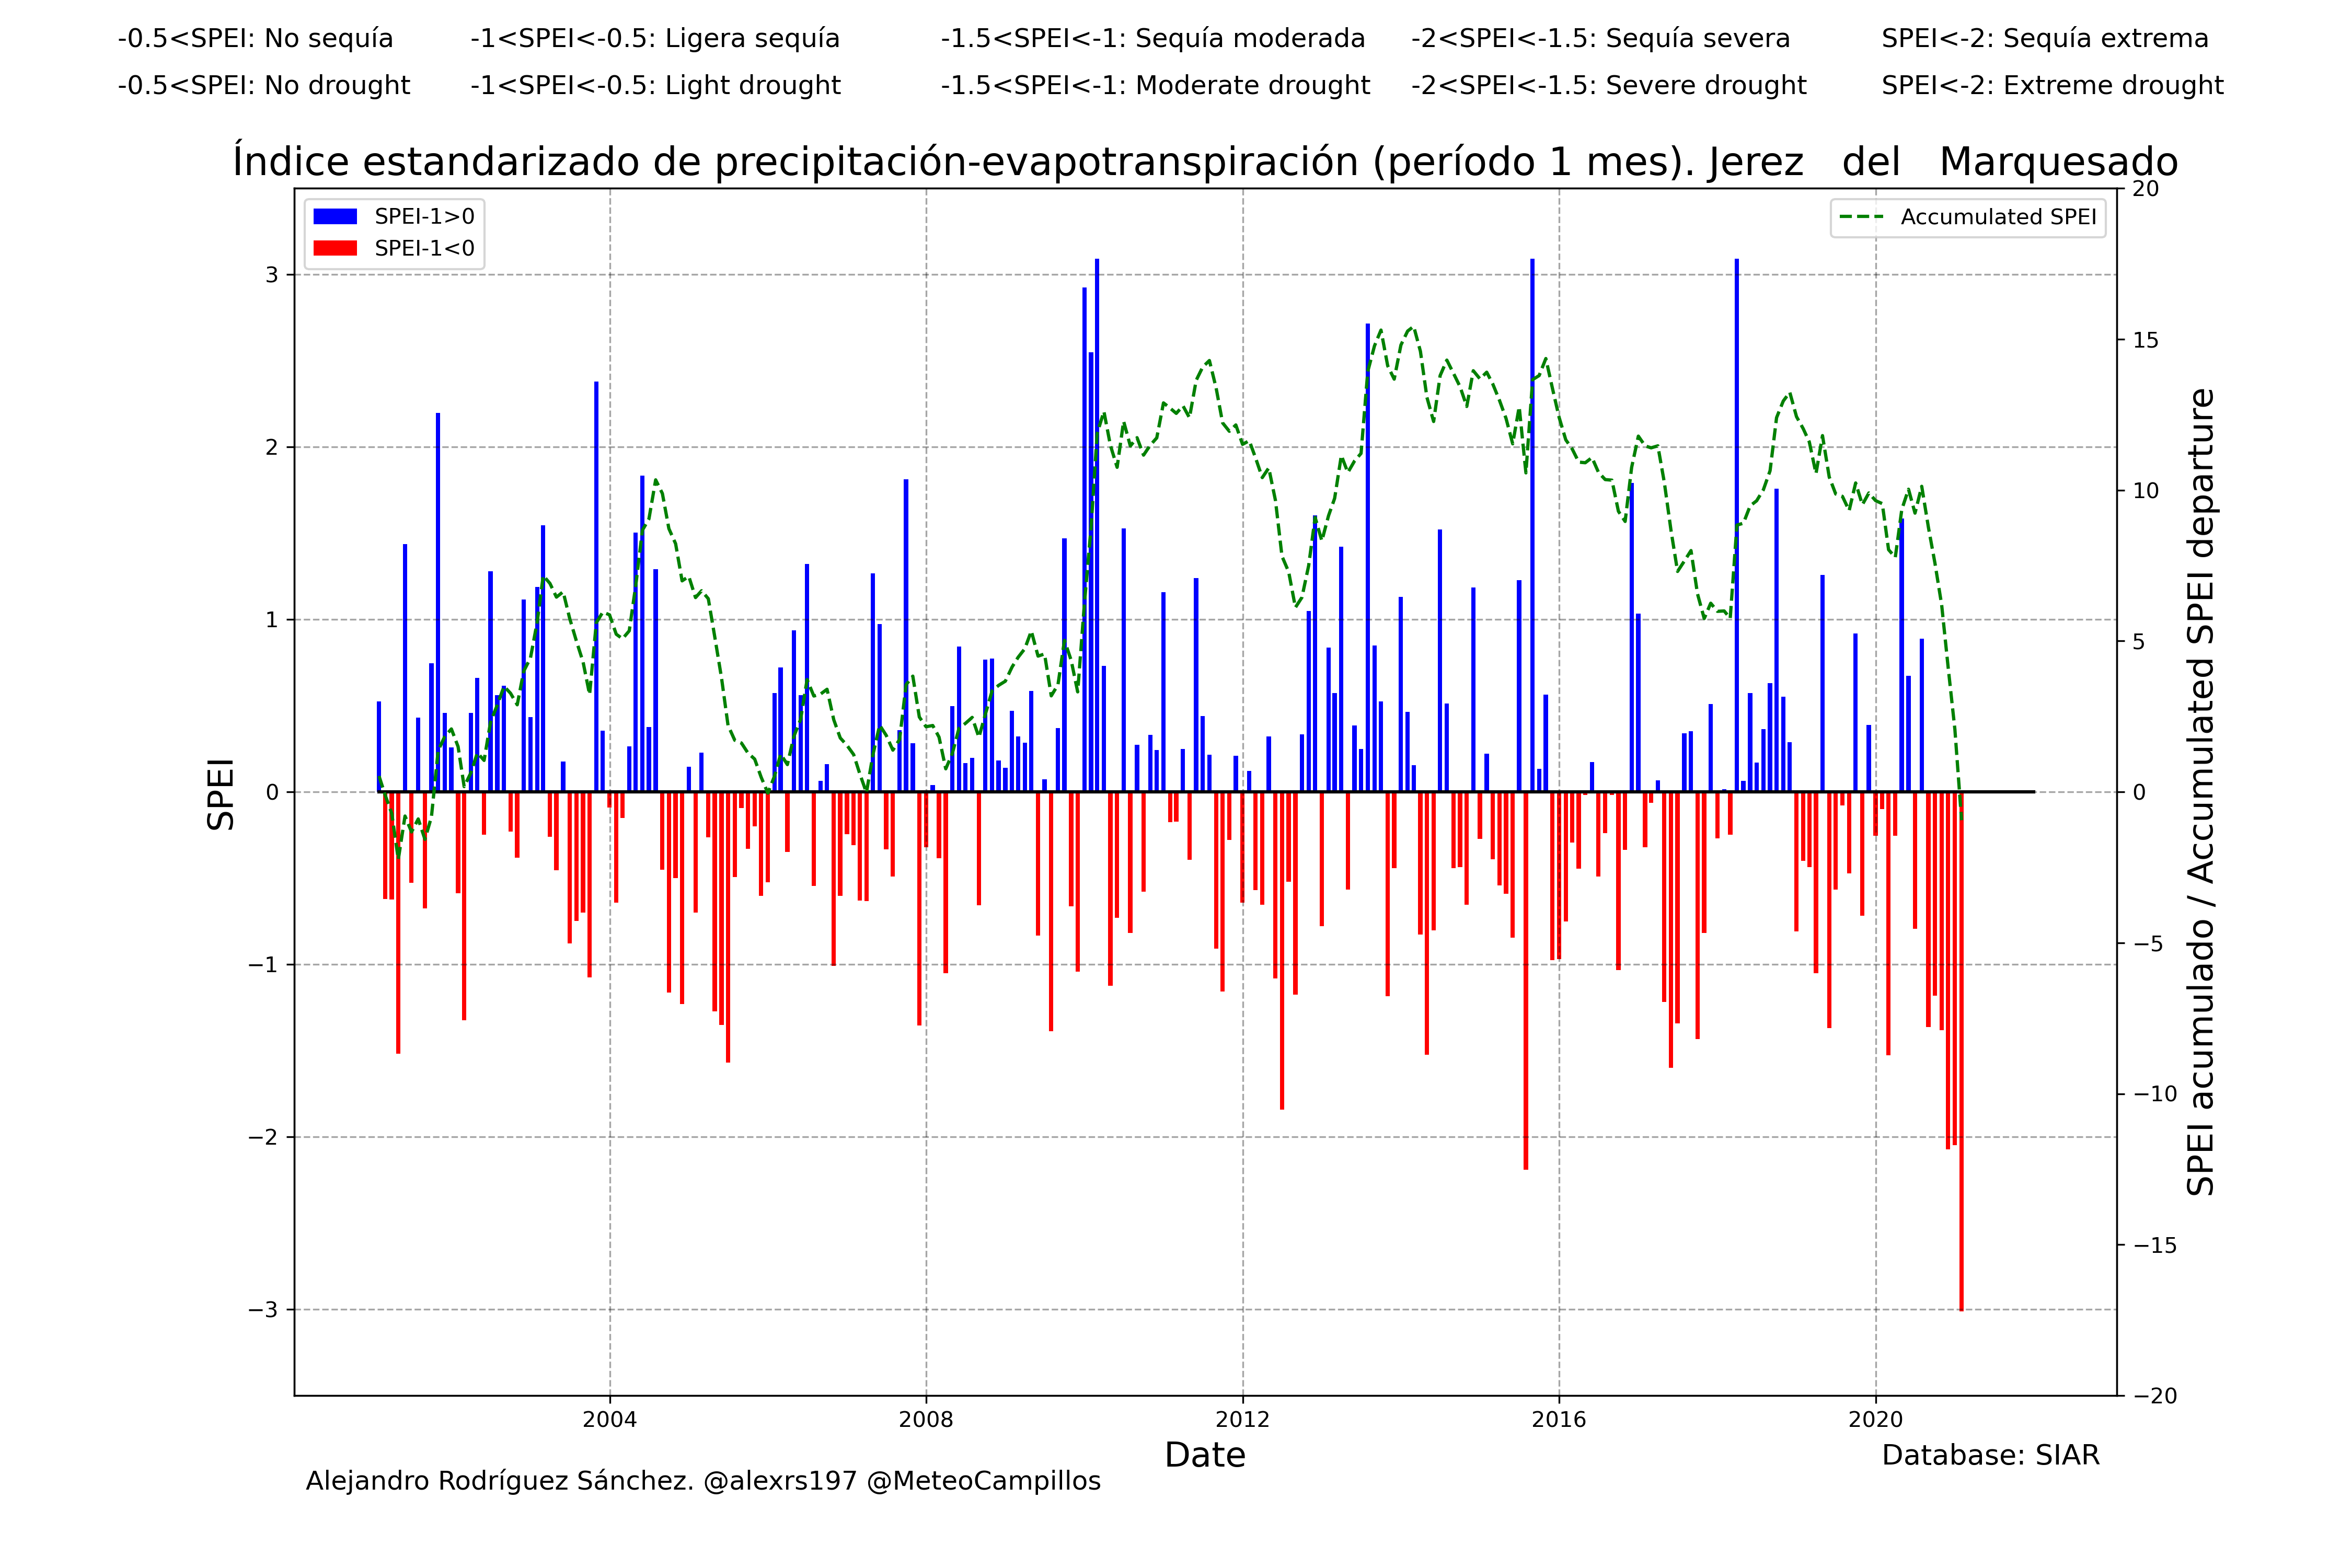 -0.5<SPEI: No sequía -1<SPEI<-0.5: Ligera sequía -1.5<SPEI<-1: Sequía moderada -2<SPEI<-1.5: Sequía severa SPEI<-2: Sequía extrema
-0.5<SPEI: No drought -1<SPEI<-0.5: Light drought -1.5<SPEI<-1: Moderate drought -2<SPEI<-1.5: Severe drought SPEI<-2: Extreme drought
Índice estandarizado de precipitación-evapotranspiración (período 1 mes). Jerez del Marquesado
SPEI-1>0
SPEI-1<0
Accumulated SPEI
SPEI
3
2
1
0
−1
−2
−3
20
15
10
5
0
−5
−10
−15
−20
SPEI acumulado / Accumulated SPEI departure
2004 2008 2012 2016 2020
Date
Database: SIAR
Alejandro Rodríguez Sánchez. @alexrs197 @MeteoCampillos